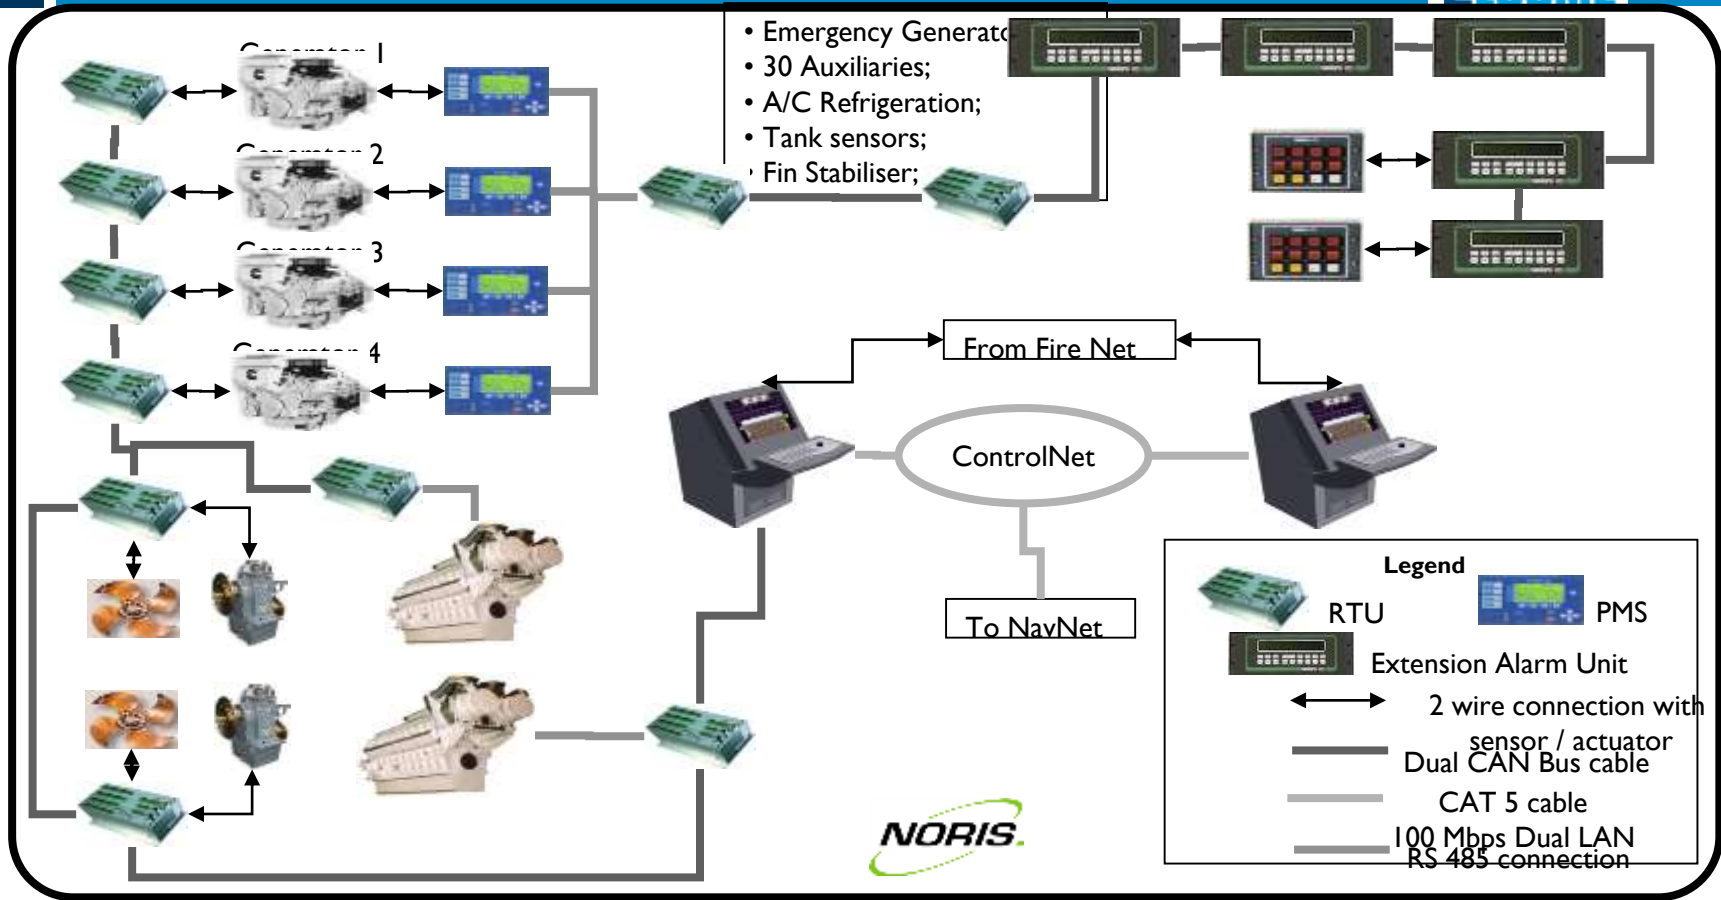 Generator 1
• Emergency Generato
• 30 Auxiliaries;
• A/C Refrigeration;
• Tank sensors;
• Fin Stabiliser;
Generator 2
Generator 3
Generator 4
From Fire Net
ControlNet
To NavNet
Legend
RTU
PMS
Extension Alarm Unit
2 wire connection with
sensor / actuator
Dual CAN Bus cable
CAT 5 cable
100 Mbps Dual LAN
RS 485 connection
NORIS